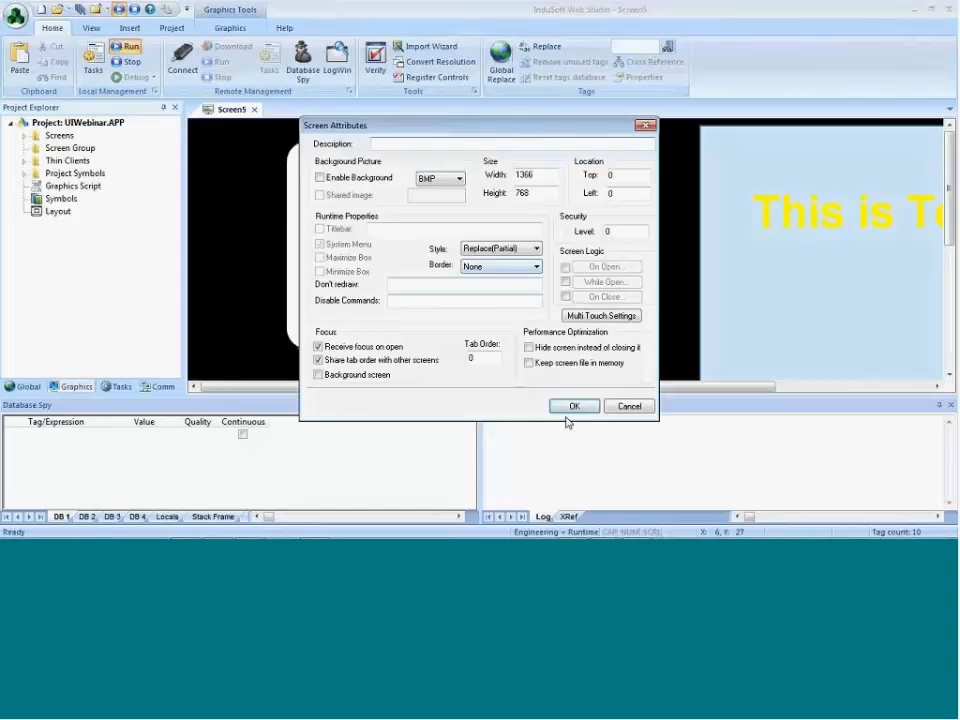 Graphics Tools
InduSoft Web Studio - Screen5
Home View Insert Project Graphics Help
Paste
Cut
Copy
Find
Clipboard
Tasks
Run
Stop
Debug
Local Management
Connect
Download
Run
Stop
Tasks
Database Spy
LogWin
Remote Management
Verify
Import Wizard
Convert Resolution
Register Controls
Tools
Global Replace
Replace
Remove unused tags
Reset tags database
Cross Reference
Properties
Tags
Project Explorer
Project: UIWebinar.APP
Screens
Screen Group
Thin Clients
Project Symbols
Graphics Script
Symbols
Layout
Global Graphics Tasks Comm
Screen5
This is
Screen Attributes
Description:
Background Picture
Enable Background BMP
Shared image:
Size
Width: 1366
Height: 768
Location
Top: 0
Left: 0
Runtime Properties
Titlebar:
System Menu
Maximize Box
Minimize Box
Style: Replace(Partial)
Border: None
Don't redraw:
Disable Commands:
Security
Level: 0
Screen Logic
On Open...
While Open...
On Close...
Multi Touch Settings
Focus
Receive focus on open
Share tab order with other screens
Background screen
Tab Order:
0
Performance Optimization
Hide screen instead of closing it
Keep screen file in memory
OK Cancel
Database Spy
Tag/Expression Value Quality Continuous
DB 1 DB 2 DB 3 DB 4 Locals Stack Frame
Log XRef
Ready
Engineering + Runtime CAP NUM SCRL X: 6, Y: 27 Tag count: 10